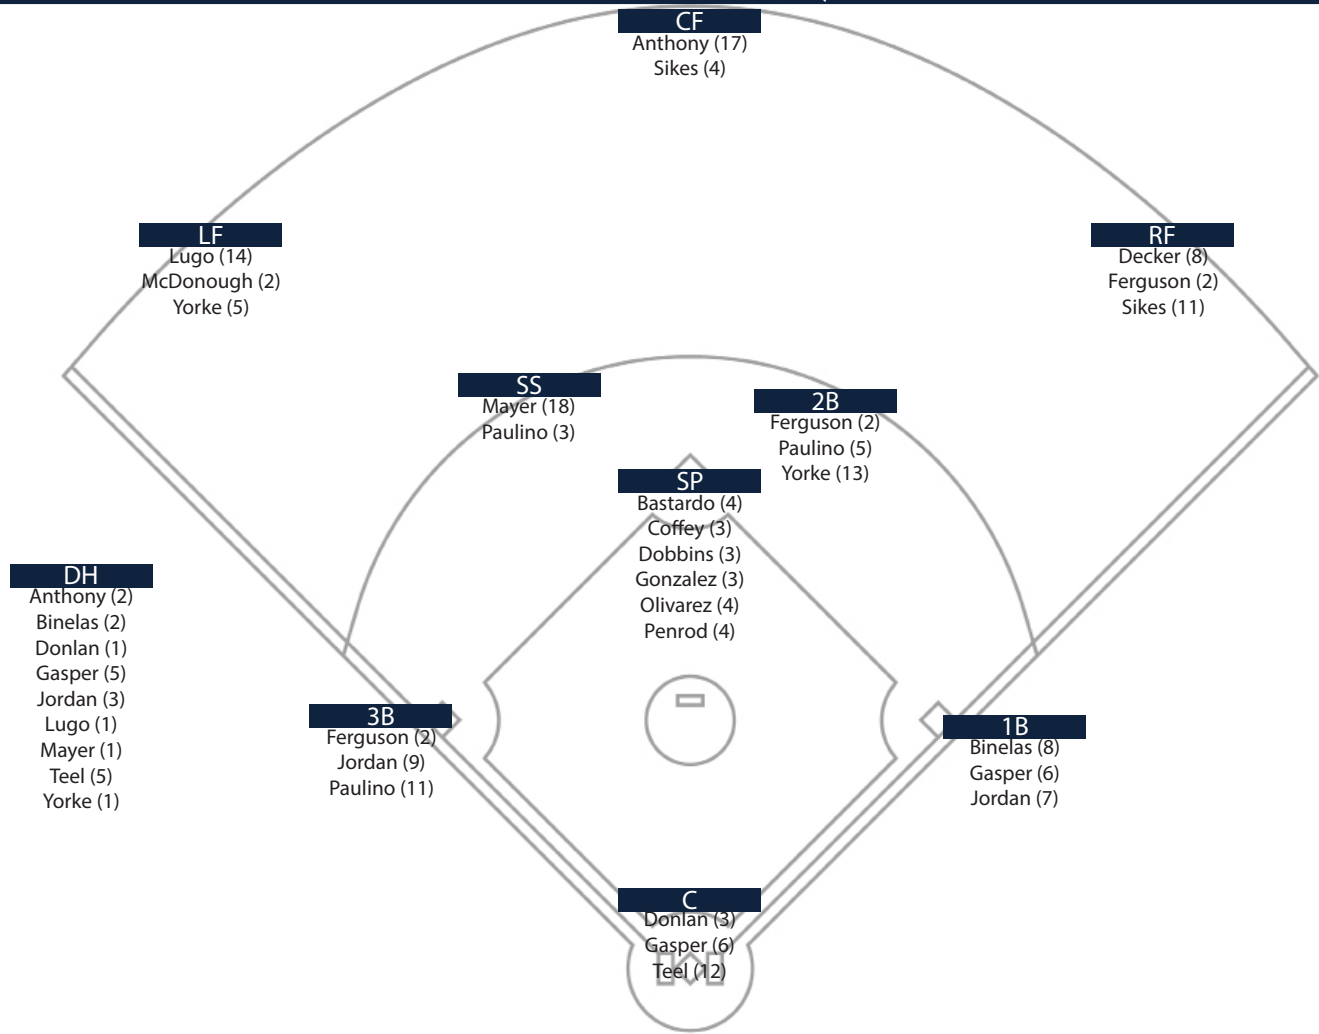 CF
Anthony (17)
Sikes (4)
LF
Lugo (14)
McDonough (2)
Yorke (5)
RF
Decker (8)
Ferguson (2)
Sikes (11)
SS
Mayer (18)
Paulino (3)
2B
Ferguson (2)
Paulino (5)
Yorke (13)
SP
Bastardo (4)
Coffey (3)
Dobbins (3)
Gonzalez (3)
Olivarez (4)
Penrod (4)
DH
Anthony (2)
Binelas (2)
Donlan (1)
Gasper (5)
Jordan (3)
Lugo (1)
Mayer (1)
Teel (5)
Yorke (1)
3B
Ferguson (2)
Jordan (9)
Paulino (11)
1B
Binelas (8)
Gasper (6)
Jordan (7)
C
Donlan (3)
Gasper (6)
Teel (12)